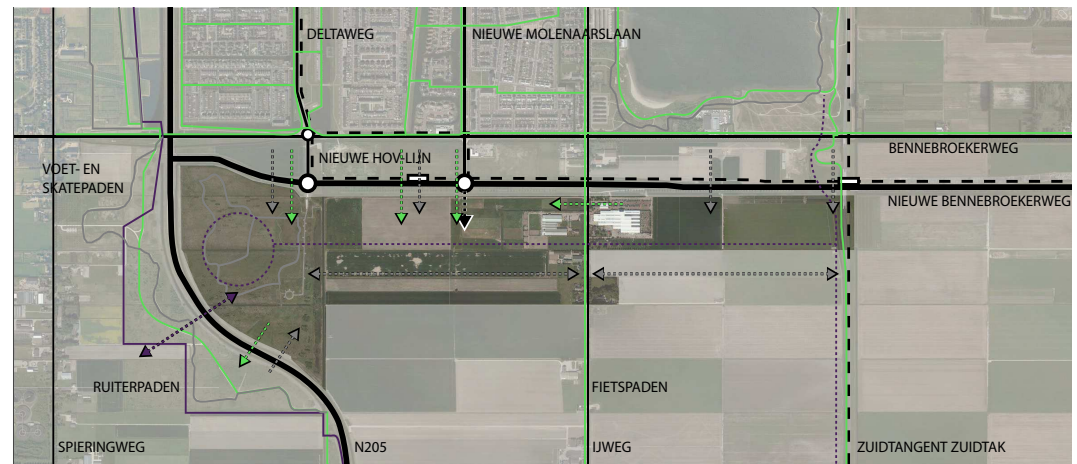 DELTAWEG
NIEUWE MOLENAARSLAAN
BENNEBROEKERWEG
NIEUWE HOV-LIJN
VOET- EN
SKATEPADEN
NIEUWE BENNEBROEKERWEG
RUITERPADEN
FIETSPADEN
SPIERINGWEG
N205
IJWEG
ZUIDTANGENT ZUIDTAK